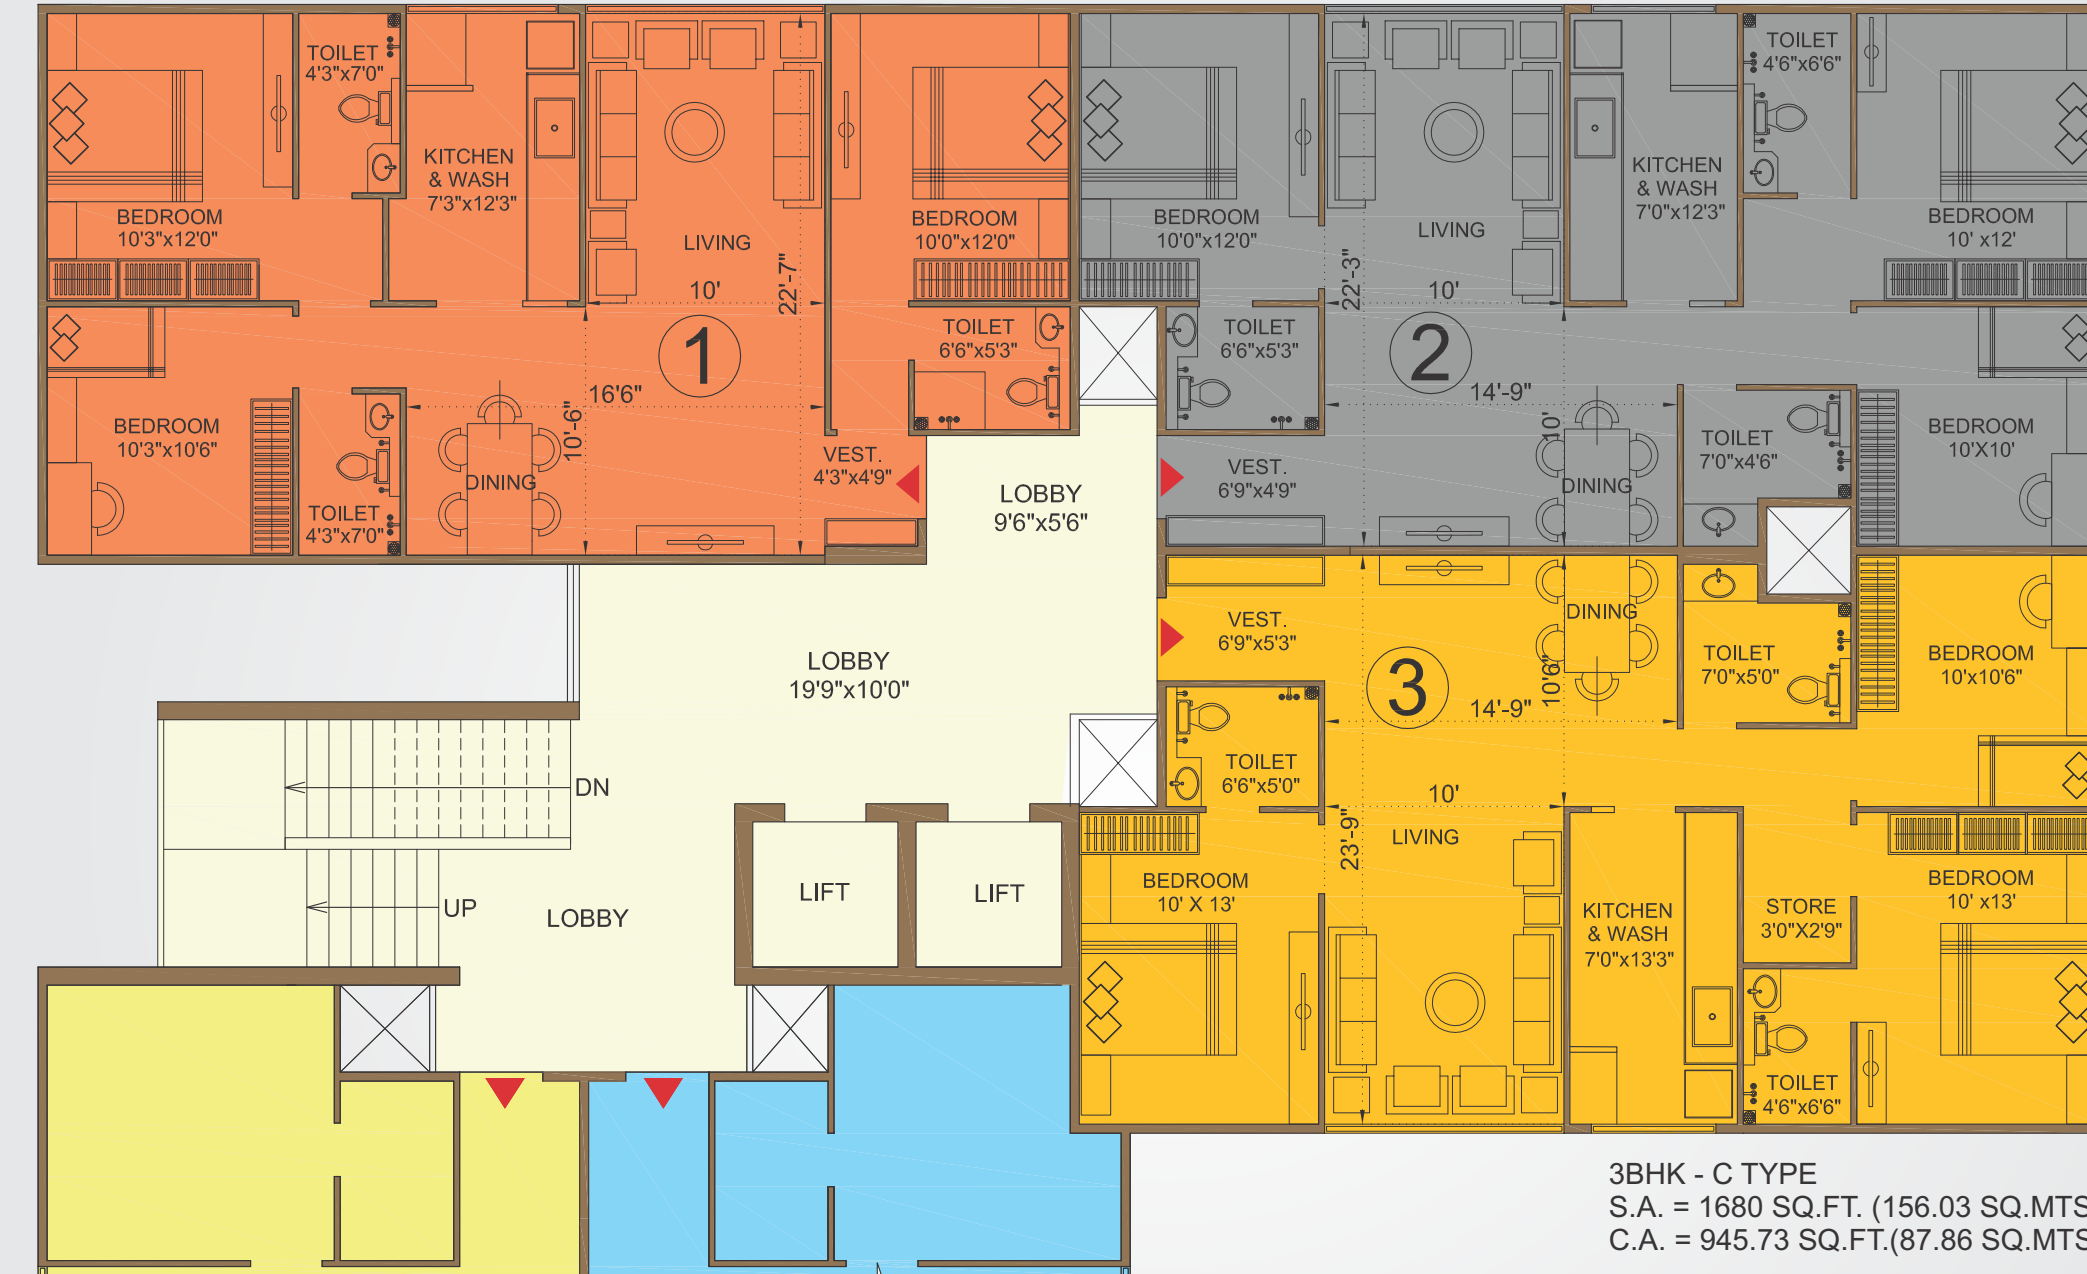 TOILET
4'3"x7'0"
KITCHEN
& WASH
7'3"x12'3"
BEDROOM
10'3"x12'0"
LIVING
10'
22'-7"
BEDROOM
10'0"x12'0"
TOILET
6'6"x5'3"
1
16'6"
10'-6"
BEDROOM
10'3"x10'6"
TOILET
4'3"x7'0"
DINING
VEST.
4'3"x4'9"
BEDROOM
10'0"x12'0"
LIVING
22'-3"
10'
KITCHEN
& WASH
7'0"x12'3"
TOILET
4'6"x6'6"
BEDROOM
10' x12'
TOILET
6'6"x5'3"
2
14'-9"
10'
VEST.
6'9"x4'9"
DINING
TOILET
7'0"x4'6"
BEDROOM
10'X10'
LOBBY
9'6"x5'6"
LOBBY
19'9"x10'0"
VEST.
6'9"x5'3"
3
DINING
14'-9"
10'6"
TOILET
7'0"x5'0"
BEDROOM
10'x10'6"
TOILET
6'6"x5'0"
10'
LIVING
23'-9"
BEDROOM
10' X 13'
KITCHEN
& WASH
7'0"x13'3"
STORE
3'0"X2'9"
BEDROOM
10' x13'
TOILET
4'6"x6'6"
DN
UP
LOBBY
LIFT
LIFT
3BHK - C TYPE
S.A. = 1680 SQ.FT. (156.03 SQ.MTS
C.A. = 945.73 SQ.FT.(87.86 SQ.MTS